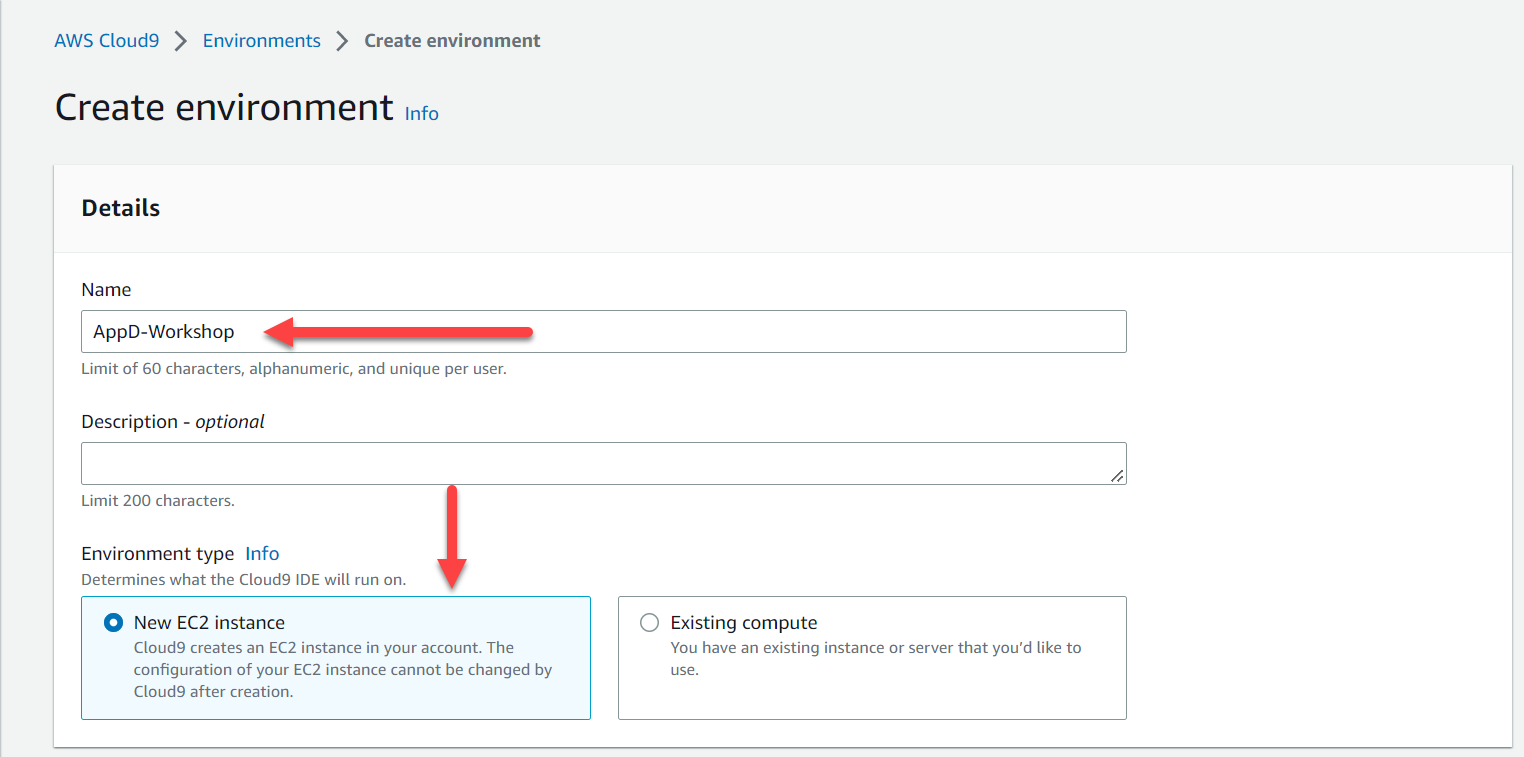 AWS Cloud9 > Environments > Create environment
Create environment Info
Details
Name
AppD-Workshop
Limit of 60 characters, alphanumeric, and unique per user.
Description - optional
Limit 200 characters.
Environment type Info
Determines what the Cloud9 IDE will run on.
New EC2 instance
Cloud9 creates an EC2 instance in your account. The
configuration of your EC2 instance cannot be changed by
Cloud9 after creation.
Existing compute
You have an existing instance or server that you’d like to
use.